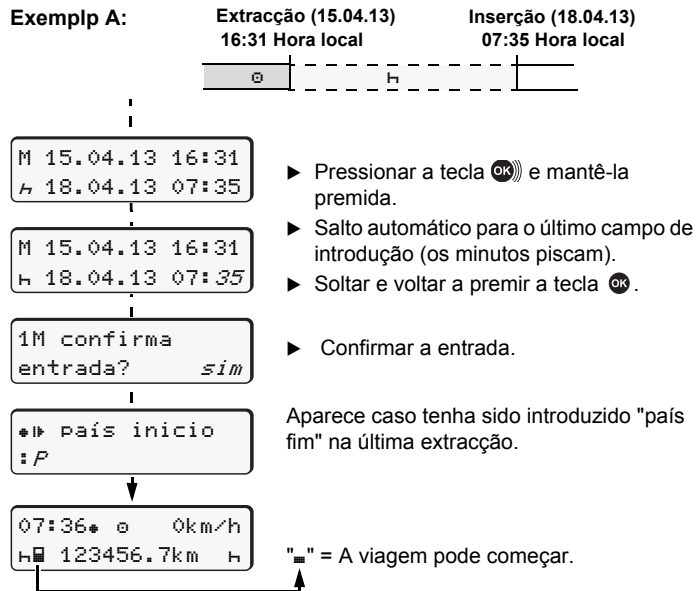 Exemplp A:
Extracção (15.04.13)
16:31 Hora local
Inserção (18.04.13)
07:35 Hora local
M 15.04.13 16:31
18.04.13 07:35
► Pressionar a tecla OK e mantê-la
premida.
► Salto automático para o último campo de
introdução (os minutos piscam).
► Soltar e voltar a premir a tecla OK.
M 15.04.13 16:31
18.04.13 07:35
1M confirma
entrada? sim
► Confirmar a entrada.
país inicio
:P
Aparece caso tenha sido introduzido "país
fim" na última extracção.
07:36 0km/h
123456.7km
" " = A viagem pode começar.